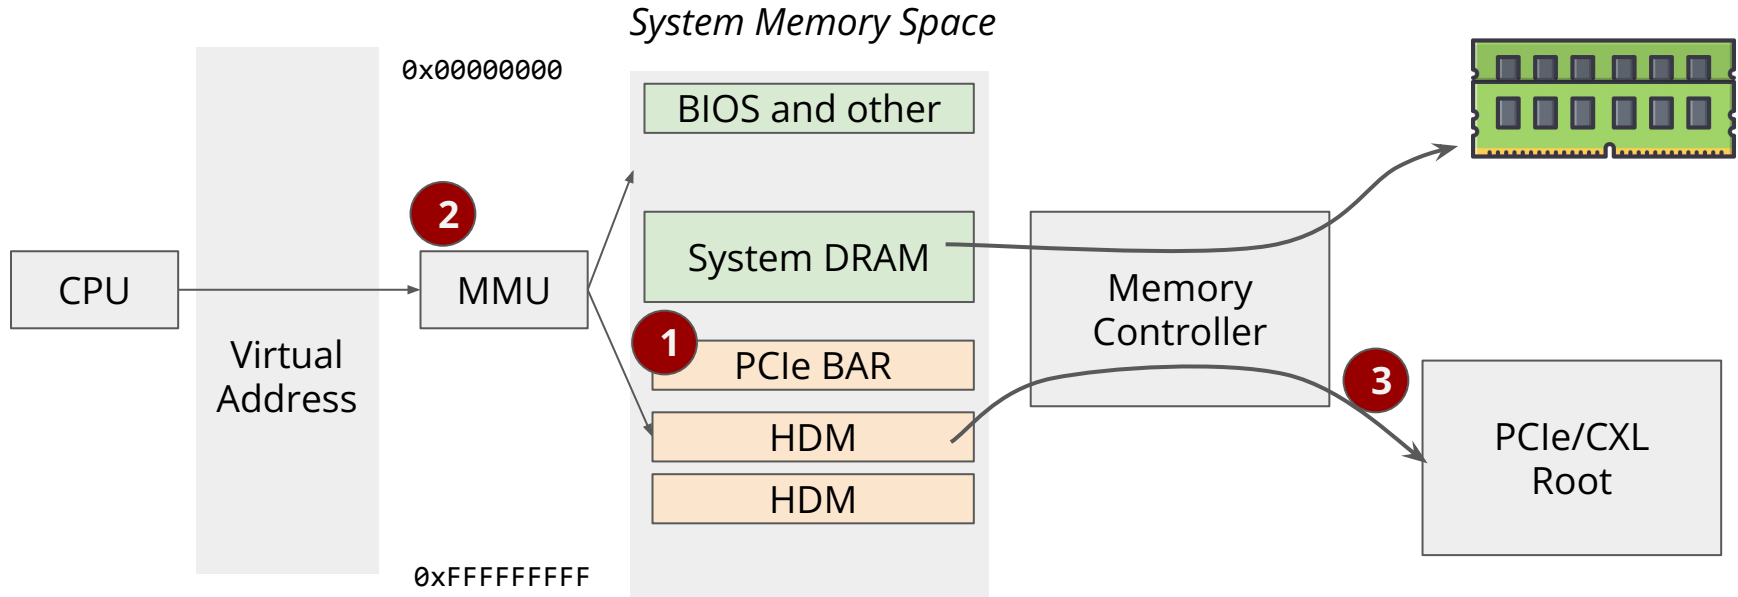 System Memory Space
0x00000000
BIOS and other
2
CPU
MMU
System DRAM
Memory
Controller
Virtual
Address
1
PCIe BAR
3
HDM
HDM
PCIe/CXL
Root
0xFFFFFFFFF